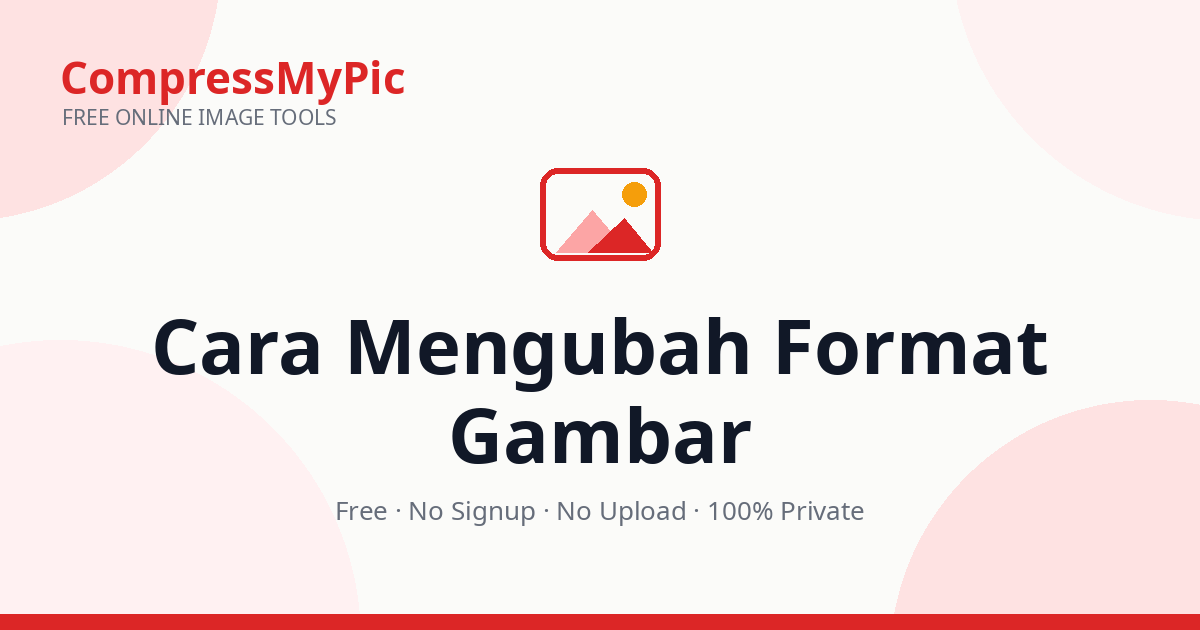 CompressMyPic
FREE ONLINE IMAGE TOOLS
Cara Mengubah Format
Gambar
Free · No Signup · No Upload · 100% Private